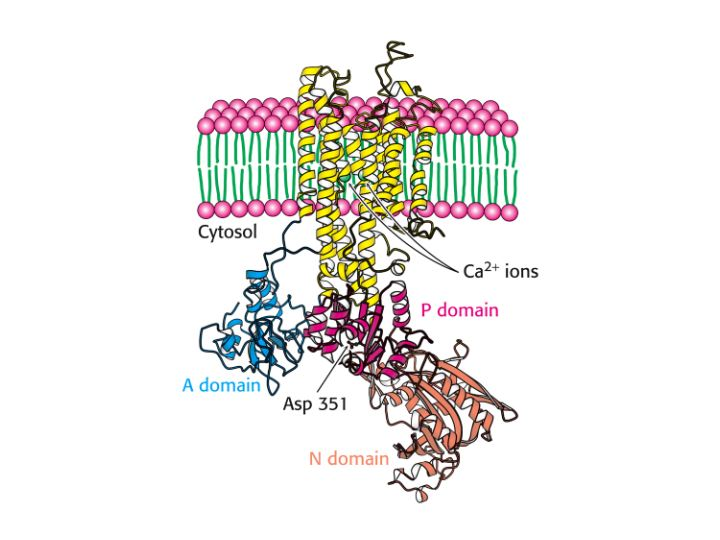 Cytosol
Ca²⁺ ions
P domain
A domain
Asp 351
N domain